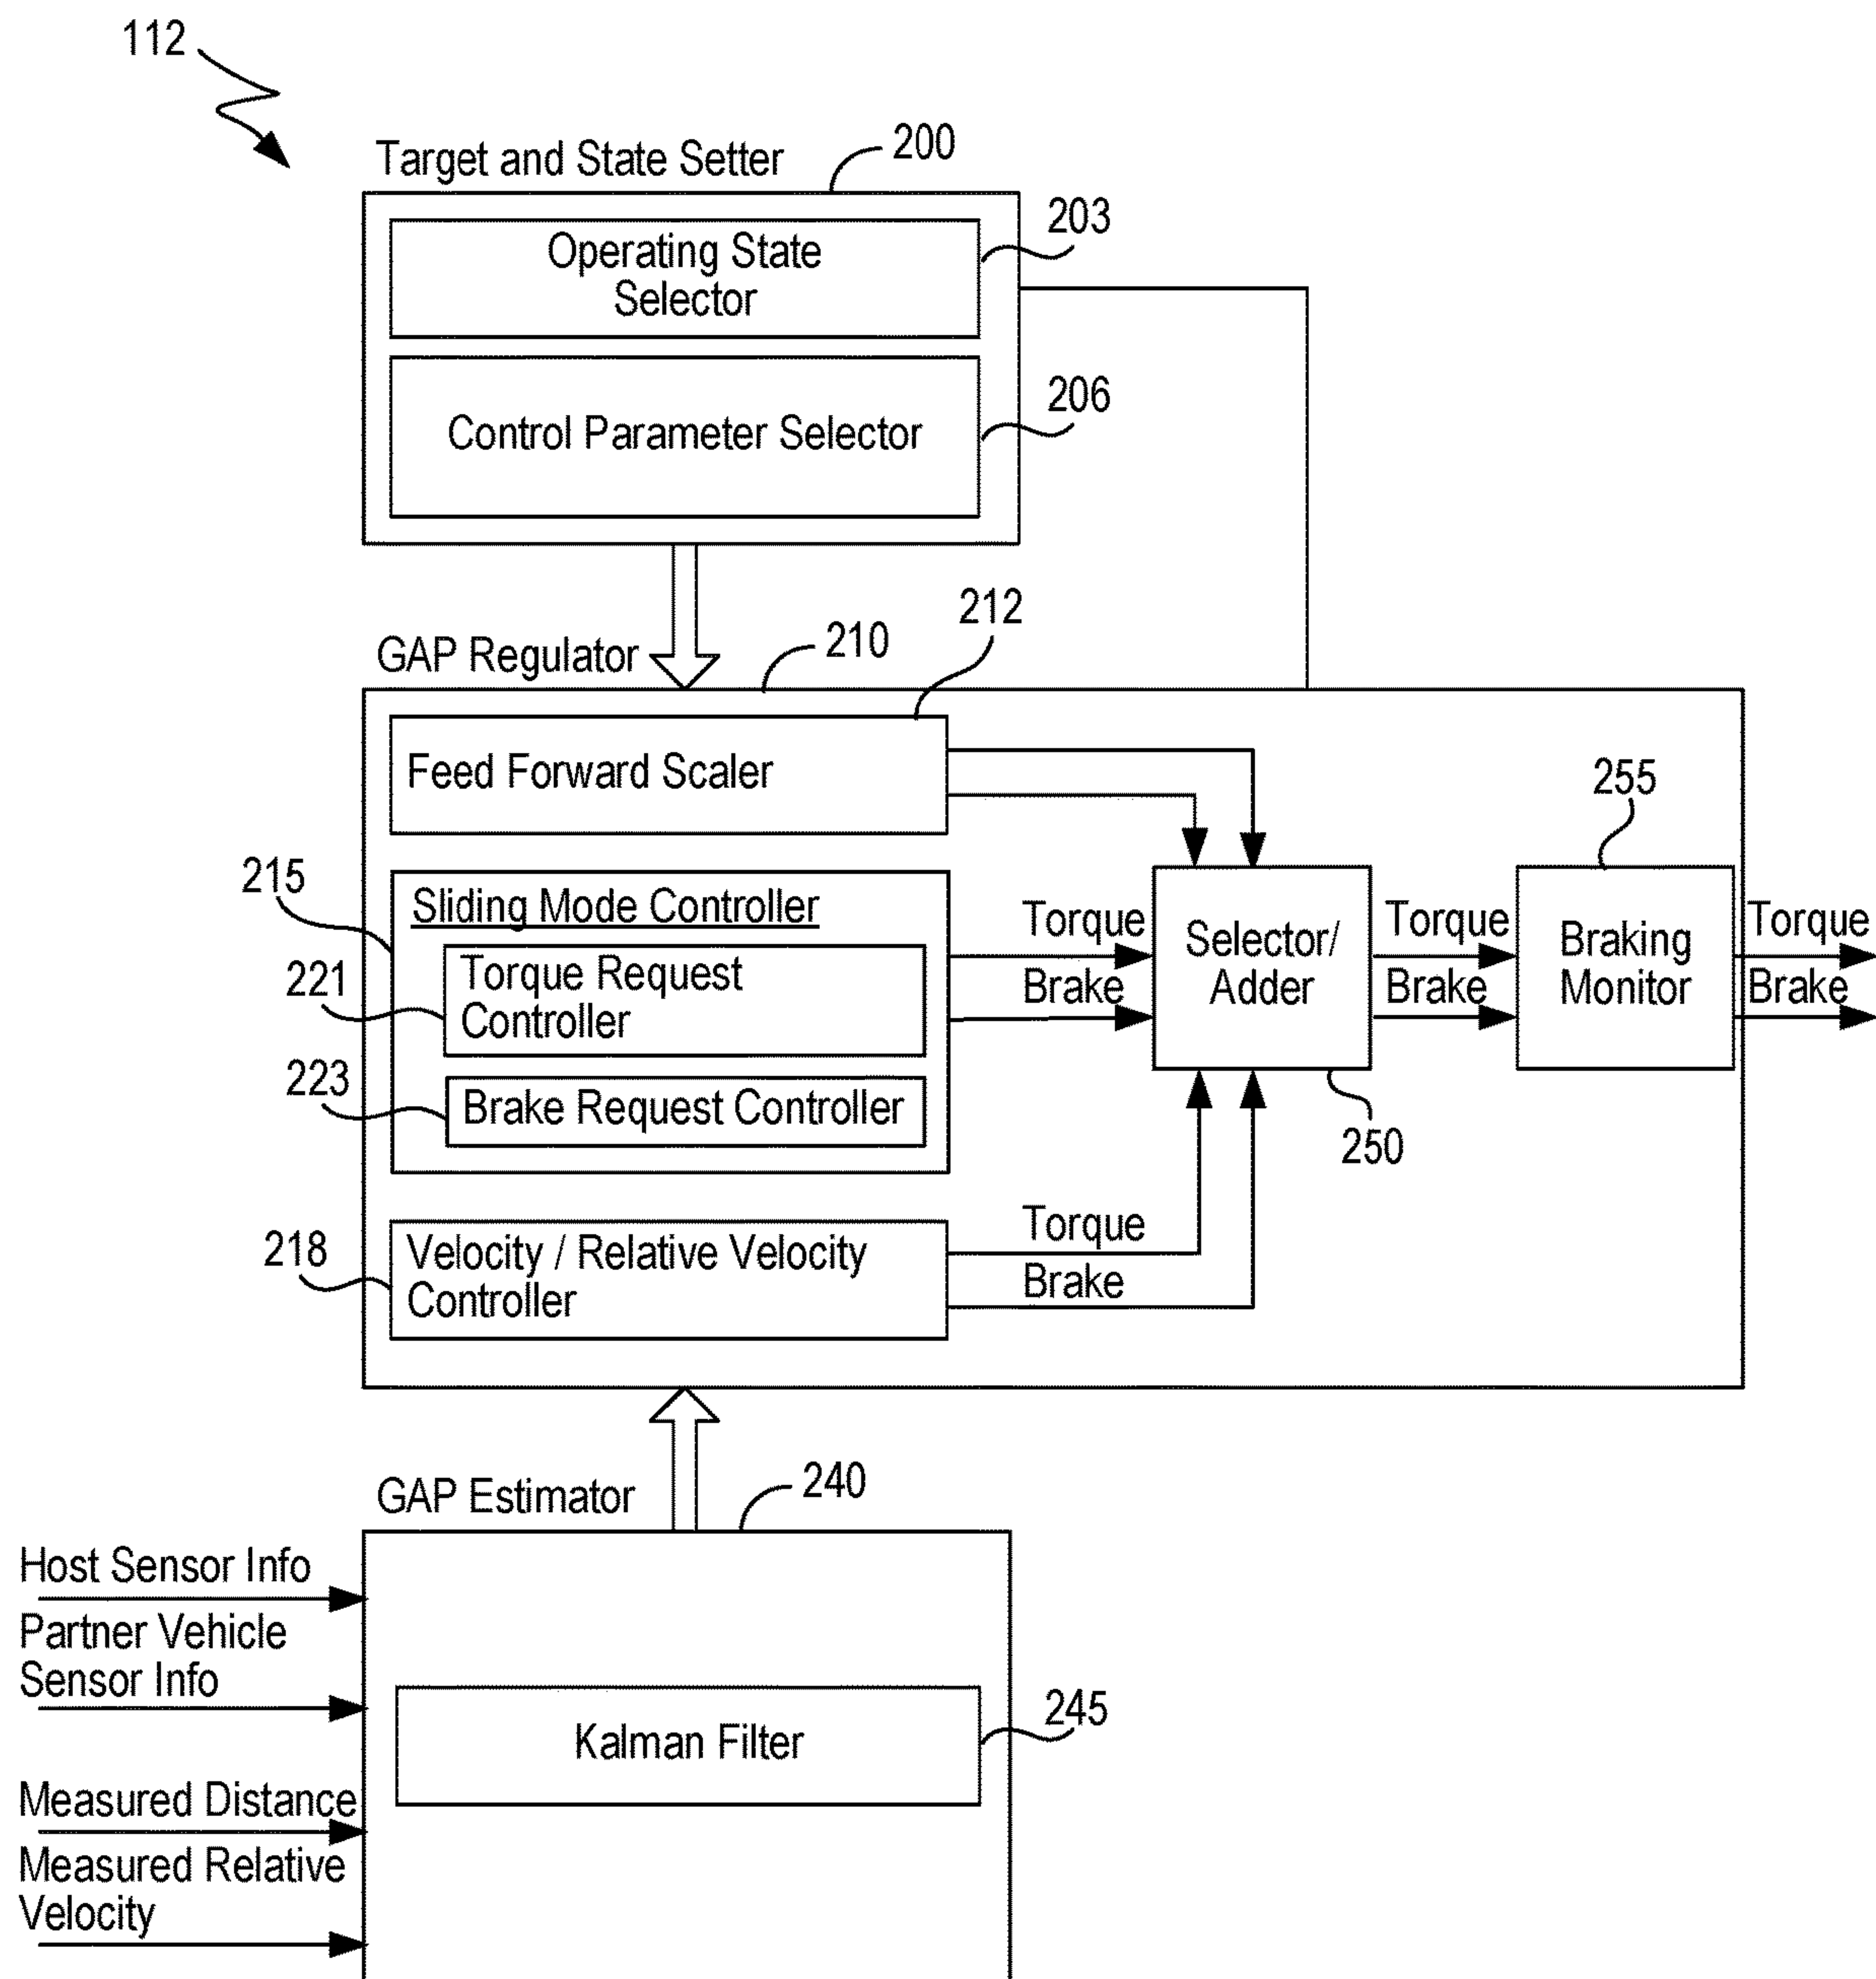 112
Target and State Setter
200
Operating State
Selector
203
Control Parameter Selector
206
GAP Regulator
210
212
Feed Forward Scaler
255
215
Sliding Mode Controller
221
Torque Request
Controller
223
Brake Request Controller
Torque
Brake
Selector/
Adder
250
Torque
Brake
Braking
Monitor
Torque
Brake
218
Velocity / Relative Velocity
Controller
Torque
Brake
GAP Estimator
240
Host Sensor Info
Partner Vehicle
Sensor Info
Kalman Filter
245
Measured Distance
Measured Relative
Velocity